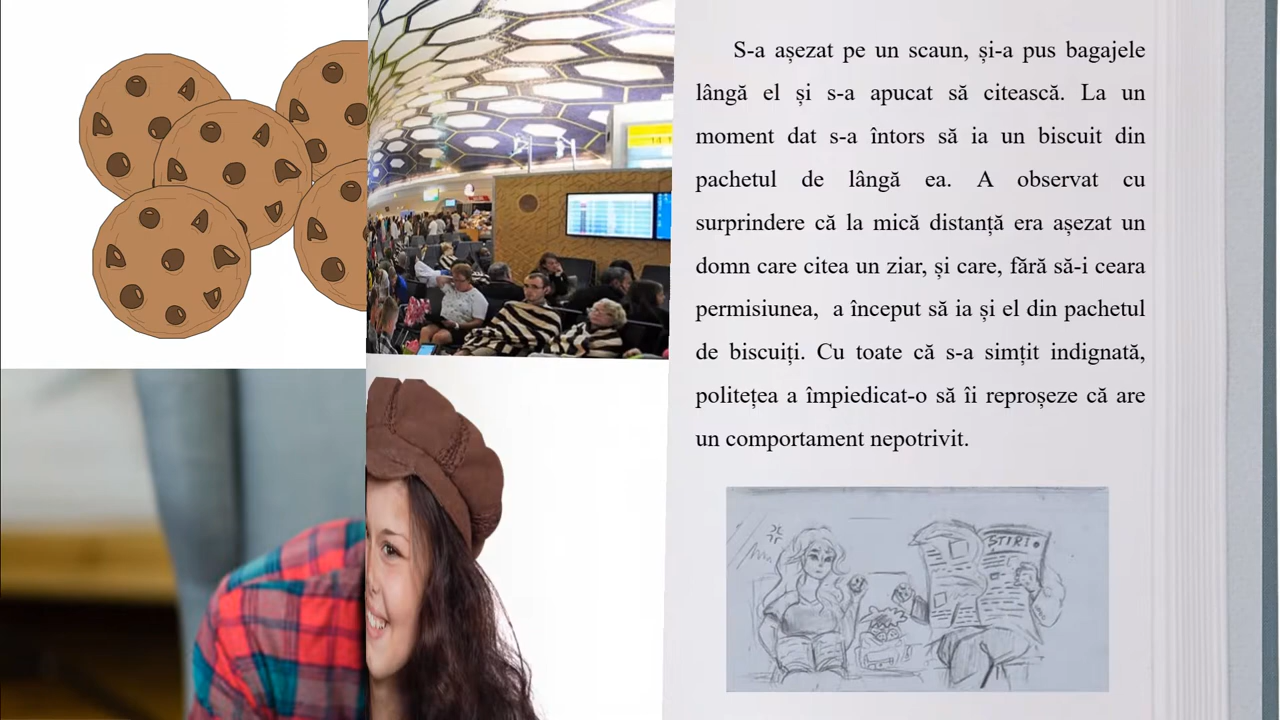 S-a așezat pe un scaun, și-a pus bagajele
lângă el și s-a apucat să citească. La un
moment dat s-a întors să ia un biscuit din
pachetul de lângă ea. A observat cu
surprindere că la mică distanță era așezat un
domn care citea un ziar, și care, fără să-i ceara
permisiunea, a început să ia și el din pachetul
de biscuiți. Cu toate că s-a simțit indignată,
politețea a împiedicat-o să îi reproșeze că are
un comportament nepotrivit.
ȘTIRI